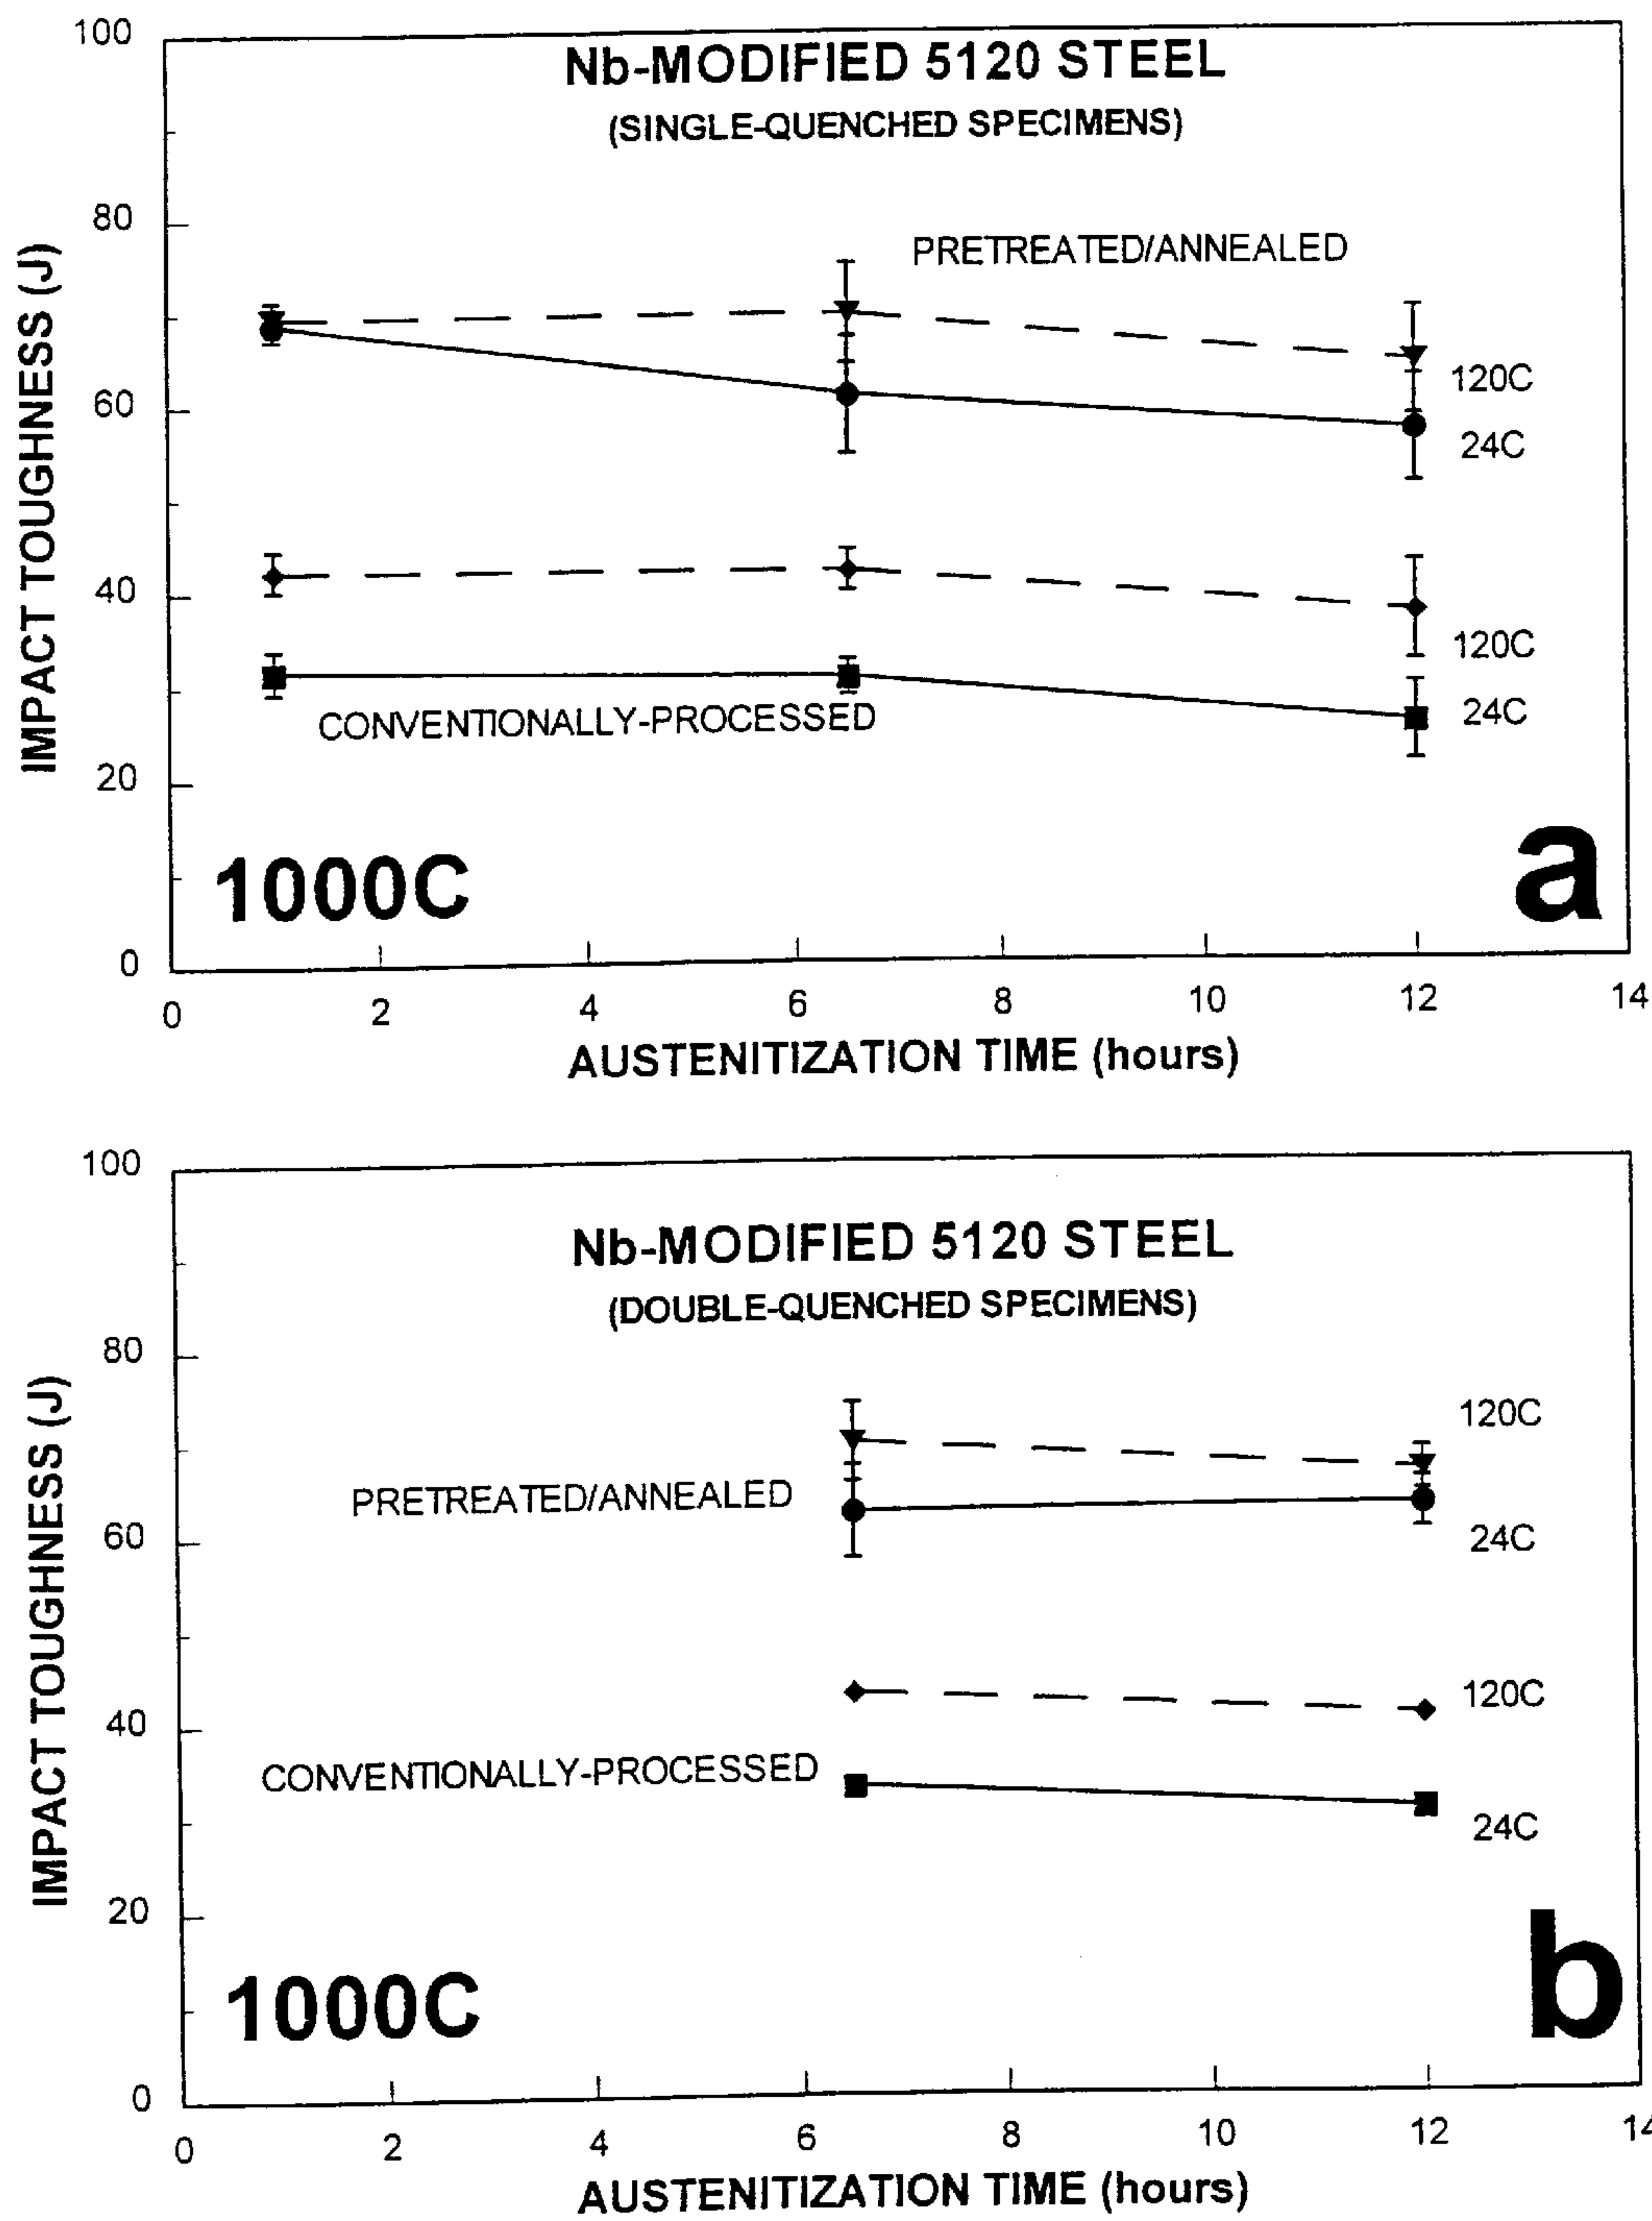 100
Nb-MODIFIED 5120 STEEL
(SINGLE-QUENCHED SPECIMENS)
80
PRETREATED/ANNEALED
120C
60
24C
40
120C
24C
CONVENTIONALLY-PROCESSED
20
1000C
a
0
0 2 4 6 8 10 12 14
IMPACT TOUGHNESS (J)
AUSTENITIZATION TIME (hours)
100
Nb-MODIFIED 5120 STEEL
(DOUBLE-QUENCHED SPECIMENS)
80
120C
PRETREATED/ANNEALED
60
24C
120C
40
CONVENTIONALLY-PROCESSED
24C
20
1000C
b
0
0 2 4 6 8 10 12 14
IMPACT TOUGHNESS (J)
AUSTENITIZATION TIME (hours)